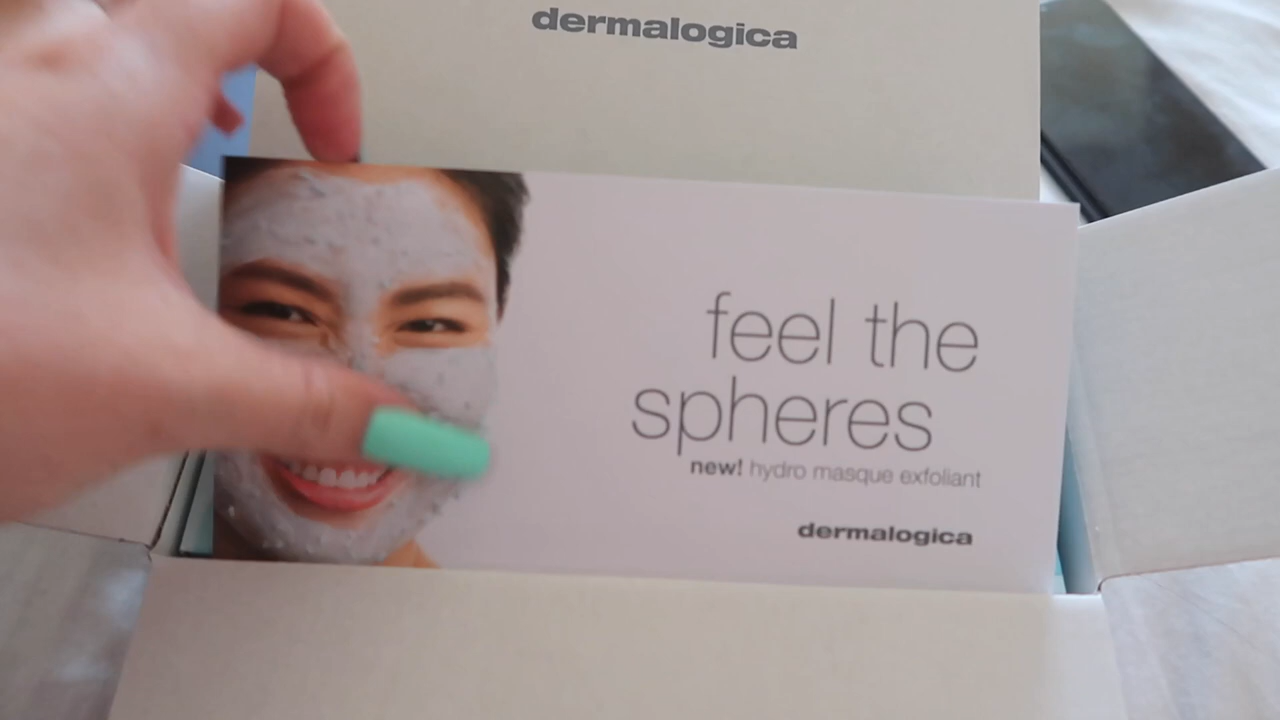 dermalogica
feel the
spheres
new! hydro masque exfoliant
dermalogica